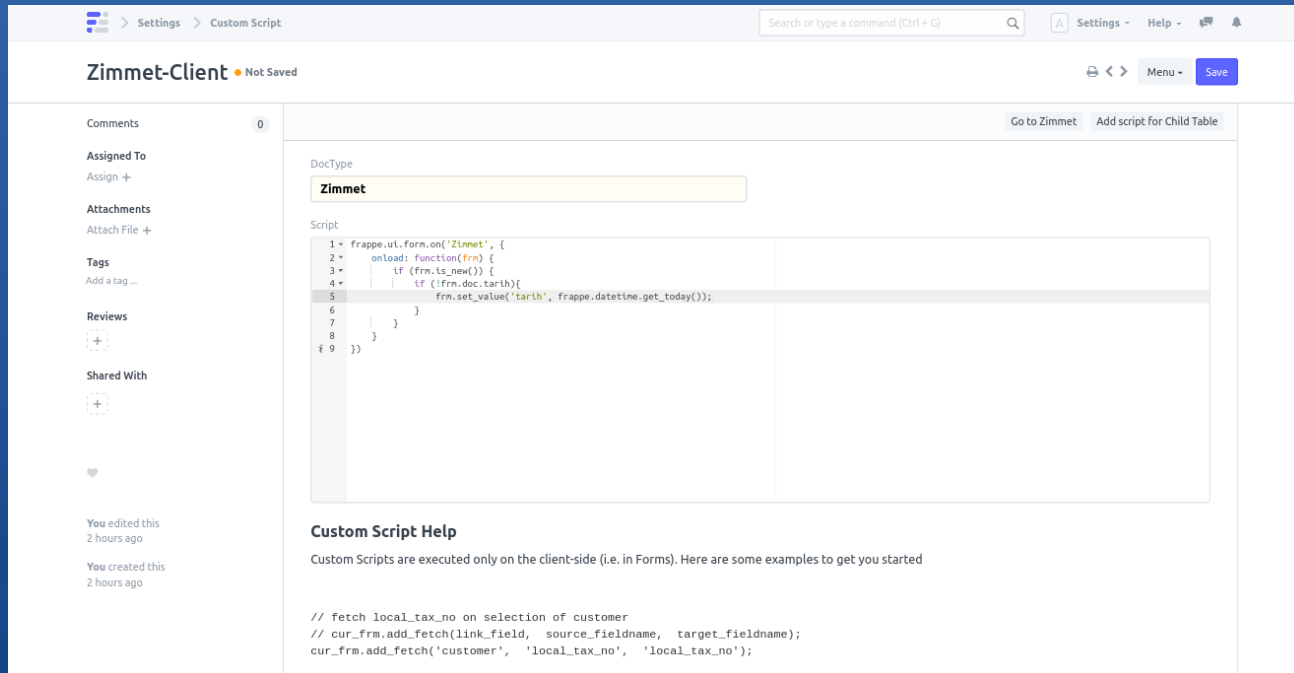 Settings Custom Script Search or type a command (Ctrl + G) A Settings Help
Zimmet-Client Not Saved Menu Save
Comments 0
Go to Zimmet Add script for Child Table
Assigned To
Assign +
Attachments
Attach File +
Tags
Add a tag ...
Reviews
+
Shared With
+
You edited this
2 hours ago
You created this
2 hours ago
DocType
Zimmet
Script
1 frappe.ui.form.on('Zimmet', {
2 onload: function(frm) {
3 if (frm.is_new()) {
4 if (!frm.doc.tarih){
5 frm.set_value('tarih', frappe.datetime.get_today());
6 }
7 }
8 }
i 9 })
Custom Script Help
Custom Scripts are executed only on the client-side (i.e. in Forms). Here are some examples to get you started
// fetch local_tax_no on selection of customer
// cur_frm.add_fetch(link_field, source_fieldname, target_fieldname);
cur_frm.add_fetch('customer', 'local_tax_no', 'local_tax_no');